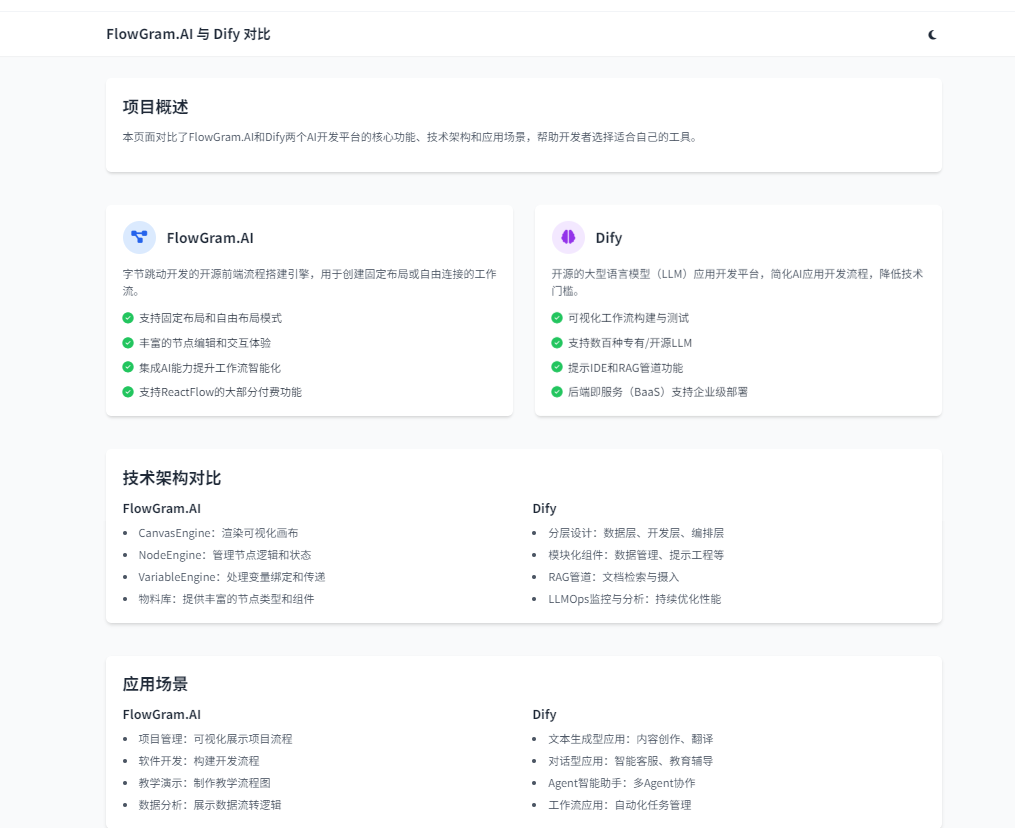 FlowGram.AI 与 Dify 对比
项目概述
本页面对比了FlowGram.AI和Dify两个AI开发平台的核心功能、技术架构和应用场景，帮助开发者选择适合自己的工具。
FlowGram.AI
字节跳动开发的开源前端流程搭建引擎，用于创建固定布局或自由连接的工作
流。
支持固定布局和自由布局模式
丰富的节点编辑和交互体验
集成AI能力提升工作流智能化
支持ReactFlow的大部分付费功能
Dify
开源的大型语言模型（LLM）应用开发平台，简化AI应用开发流程，降低技术
门槛。
可视化工作流构建与测试
支持数百种专有/开源LLM
提示IDE和RAG管道功能
后端即服务（BaaS）支持企业级部署
技术架构对比
FlowGram.AI
CanvasEngine：渲染可视化画布
NodeEngine：管理节点逻辑和状态
VariableEngine：处理变量绑定和传递
物料库：提供丰富的节点类型和组件
Dify
分层设计：数据层、开发层、编排层
模块化组件：数据管理、提示工程等
RAG管道：文档检索与摄入
LLMOps监控与分析：持续优化性能
应用场景
FlowGram.AI
项目管理：可视化展示项目流程
软件开发：构建开发流程
教学演示：制作教学流程图
数据分析：展示数据流转逻辑
Dify
文本生成型应用：内容创作、翻译
对话型应用：智能客服、教育辅导
Agent智能助手：多Agent协作
工作流应用：自动化任务管理